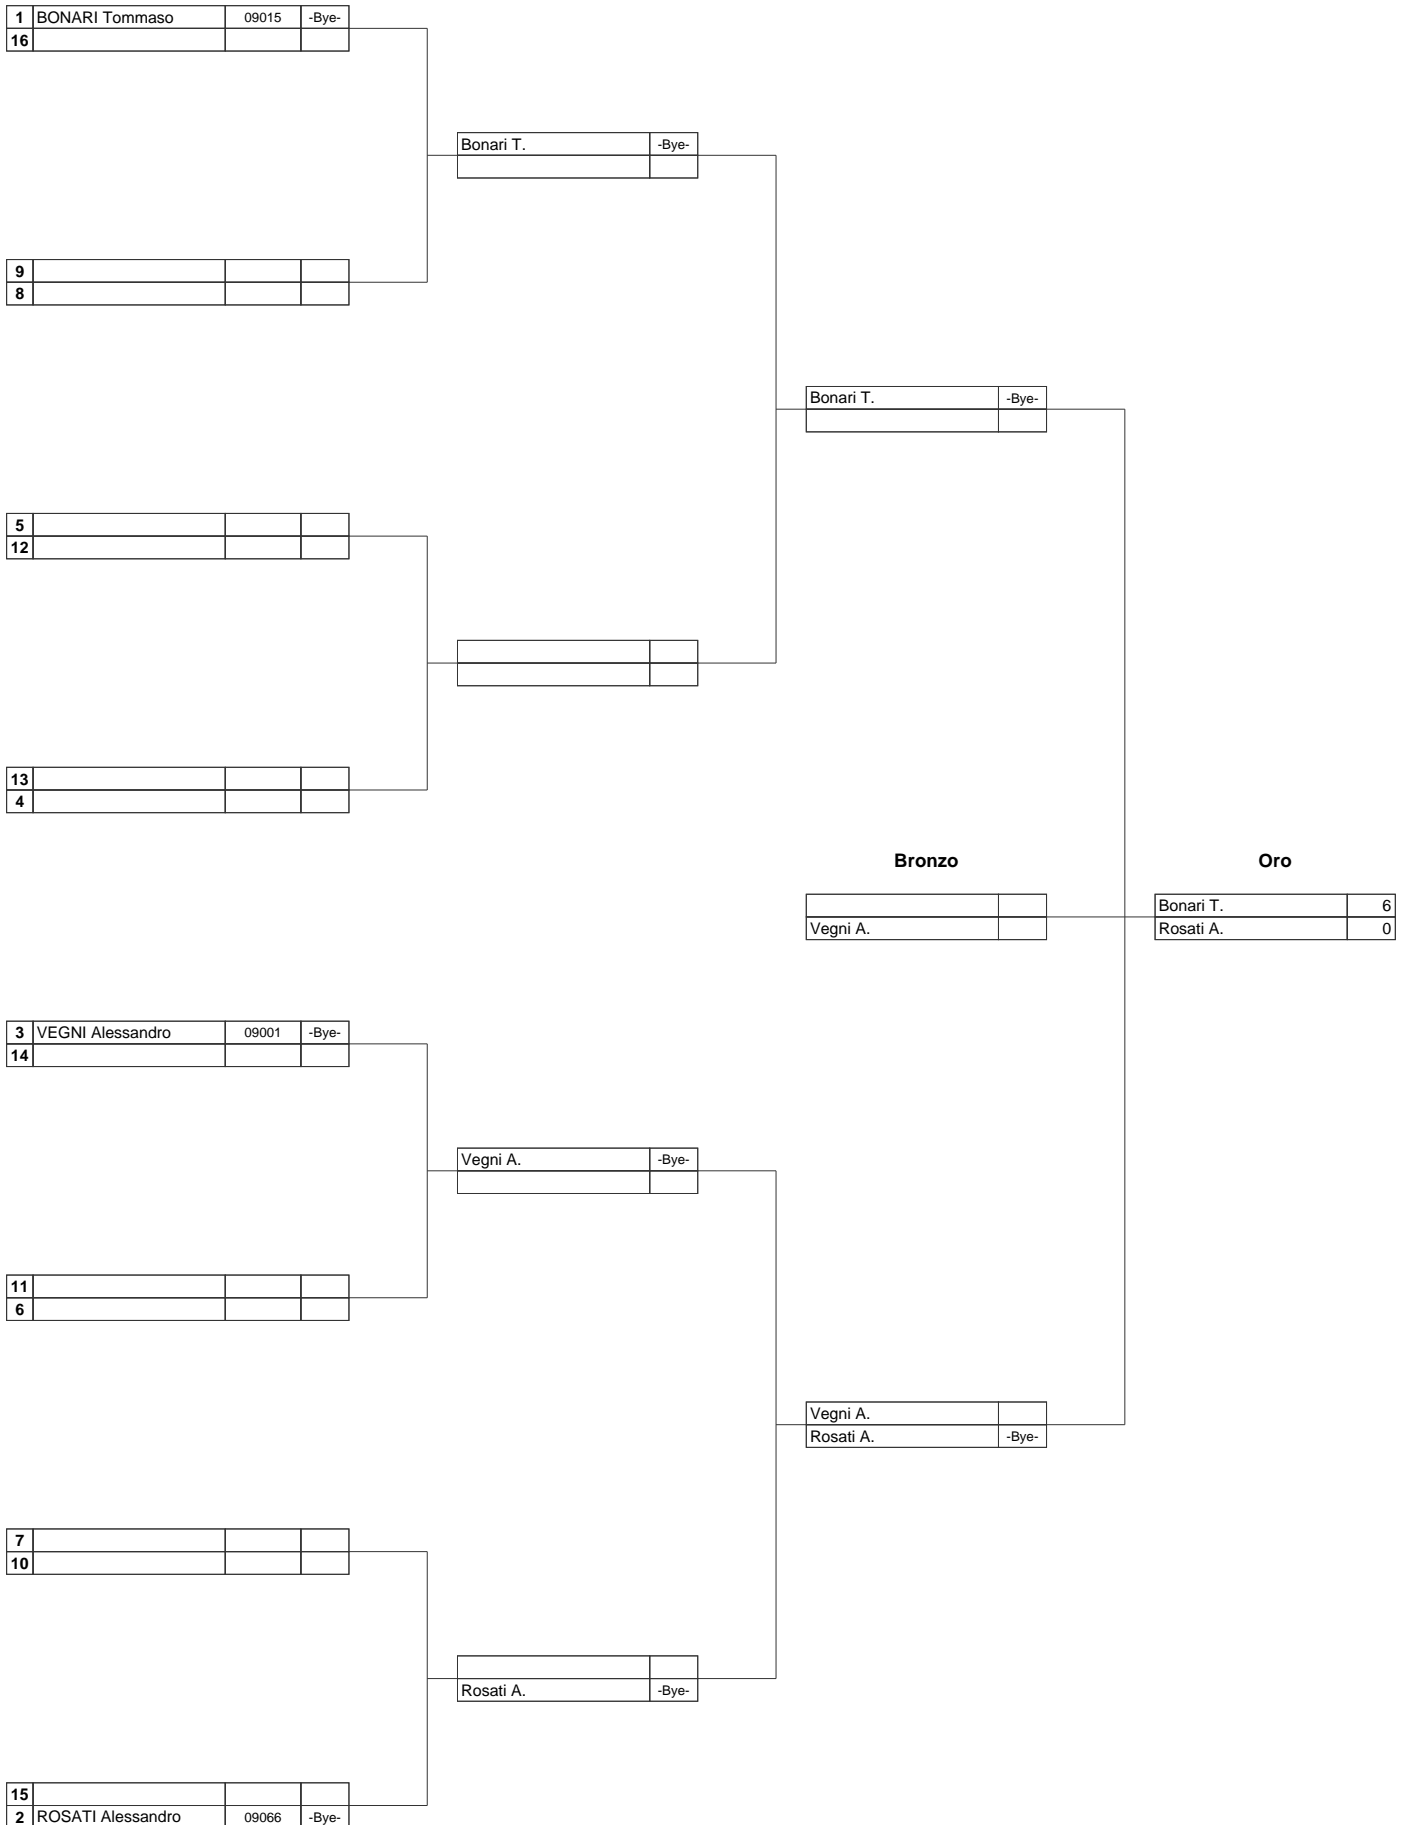 1 BONARI Tommaso 09015 -Bye-
16
Bonari T. -Bye-
9
8
Bonari T. -Bye-
5
12
13
4
Bronzo Oro
Bonari T. 6
Vegni A. Rosati A. 0
3 VEGNI Alessandro 09001 -Bye-
14
Vegni A. -Bye-
11
6
Vegni A.
Rosati A. -Bye-
7
10
Rosati A. -Bye-
15
2 ROSATI Alessandro 09066 -Bye-